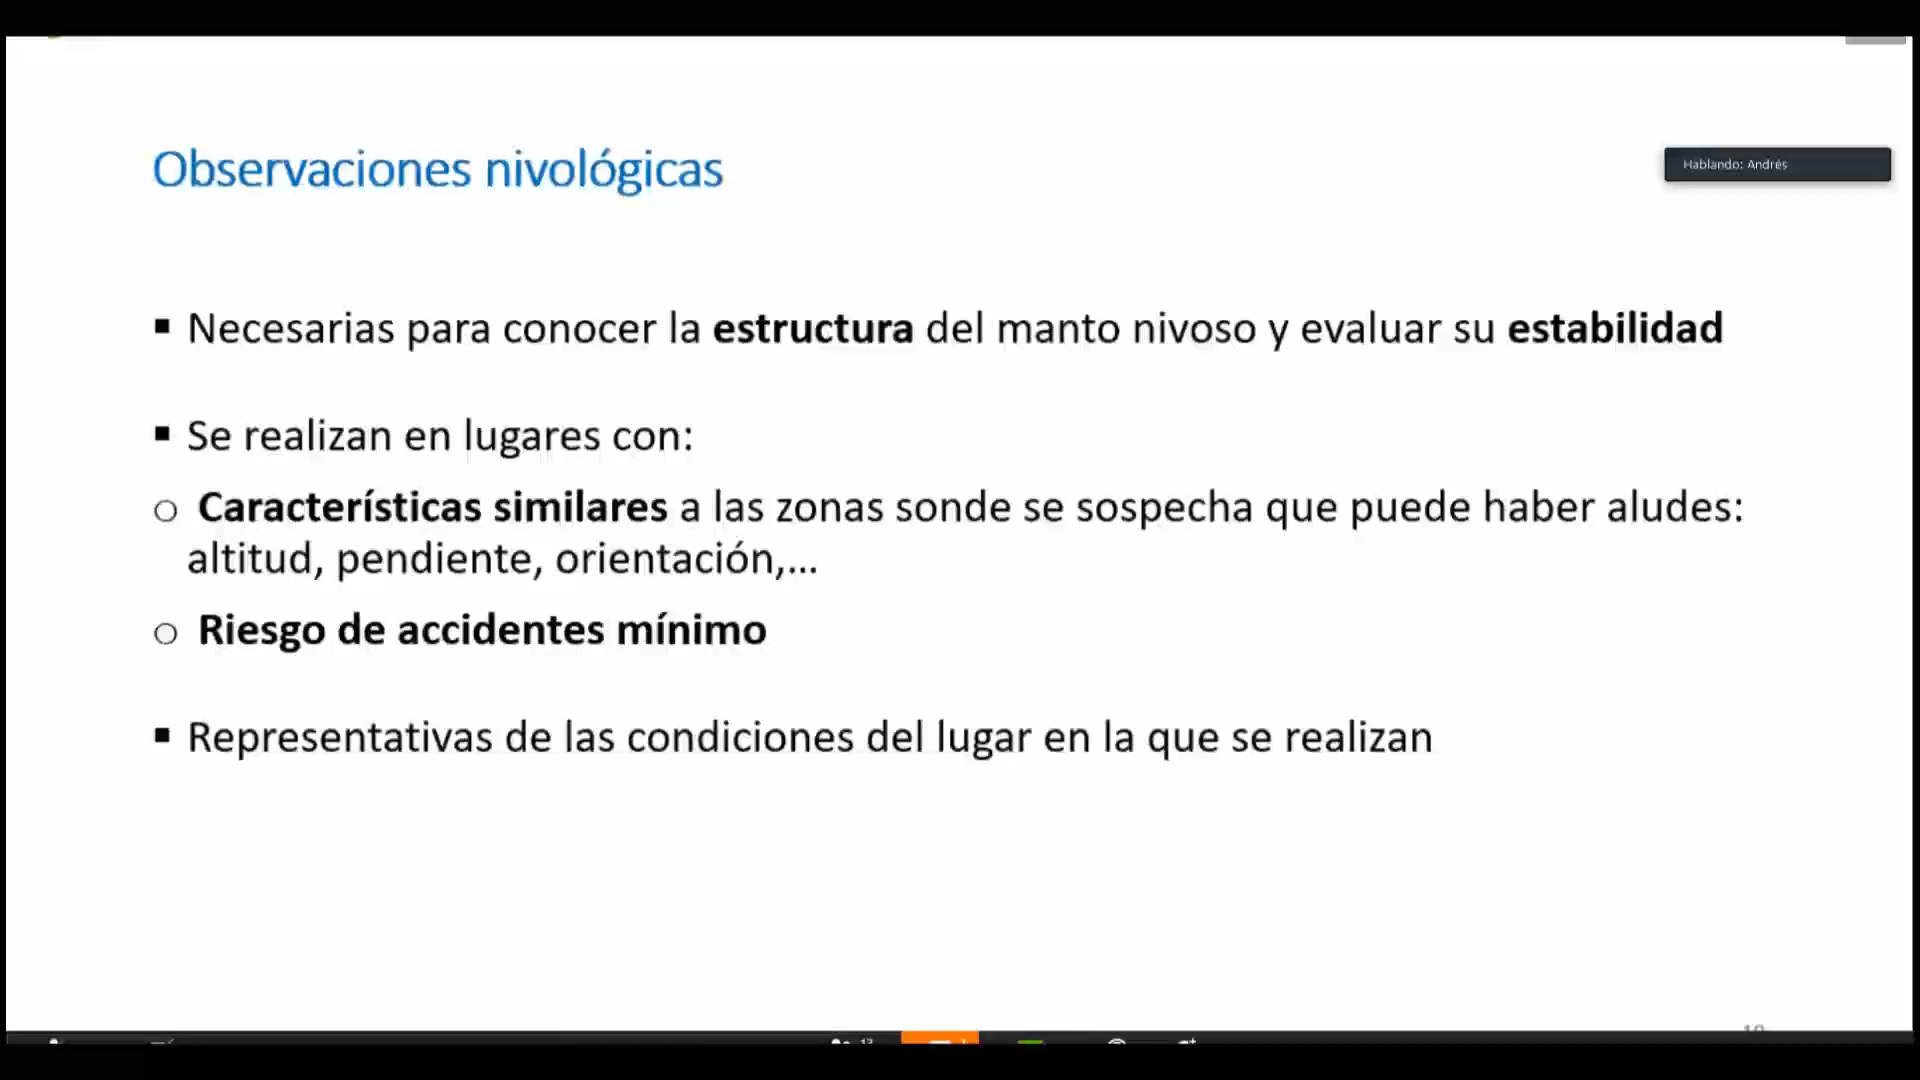 Observaciones nivológicas
Hablando: Andrés
▪ Necesarias para conocer la estructura del manto nivoso y evaluar su estabilidad
▪ Se realizan en lugares con:
o Características similares a las zonas sonde se sospecha que puede haber aludes:
altitud, pendiente, orientación,...
o Riesgo de accidentes mínimo
▪ Representativas de las condiciones del lugar en la que se realizan